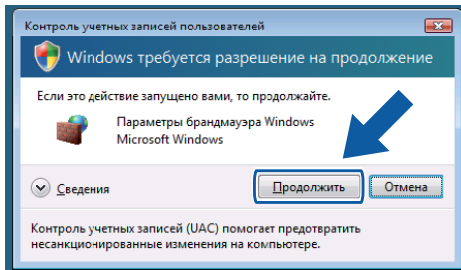 Контроль учетных записей пользователей
Windows требуется разрешение на продолжение
Если это действие запущено вами, то продолжайте.
Параметры брандмауэра Windows
Microsoft Windows
Сведения
Продолжить
Отмена
Контроль учетных записей (UAC) помогает предотвратить
несанкционированные изменения на компьютере.